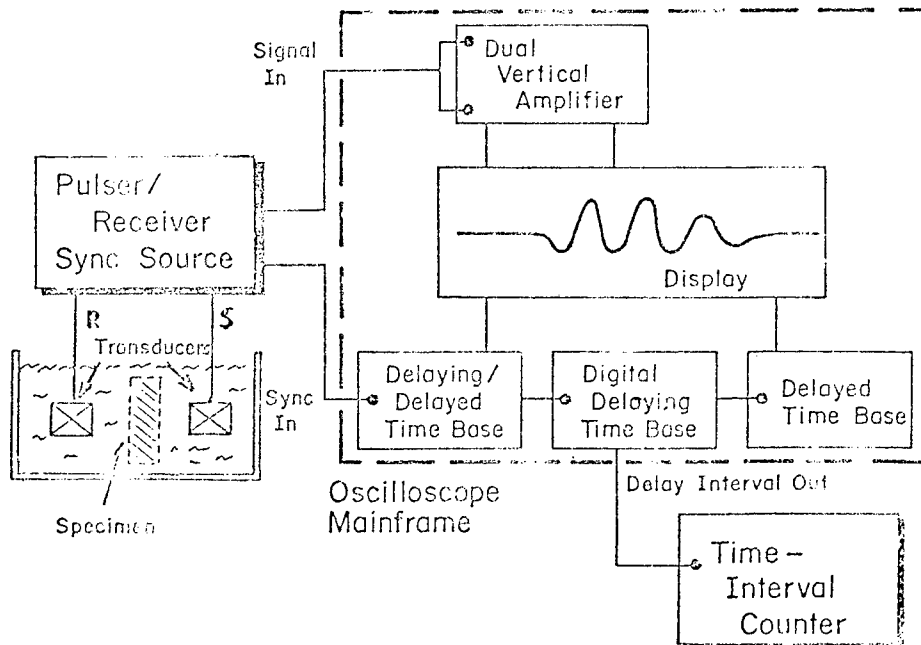 Signal
In
Dual
Vertical
Amplifier
Pulser/
Receiver
Sync Source
Display
R
S
Transducers
Sync
In
Delaying/
Delayed
Time Base
Digital
Delaying
Time Base
Delayed
Time Base
Specimen
Oscilloscope
Mainframe
Delay Interval Out
Time-
Interval
Counter